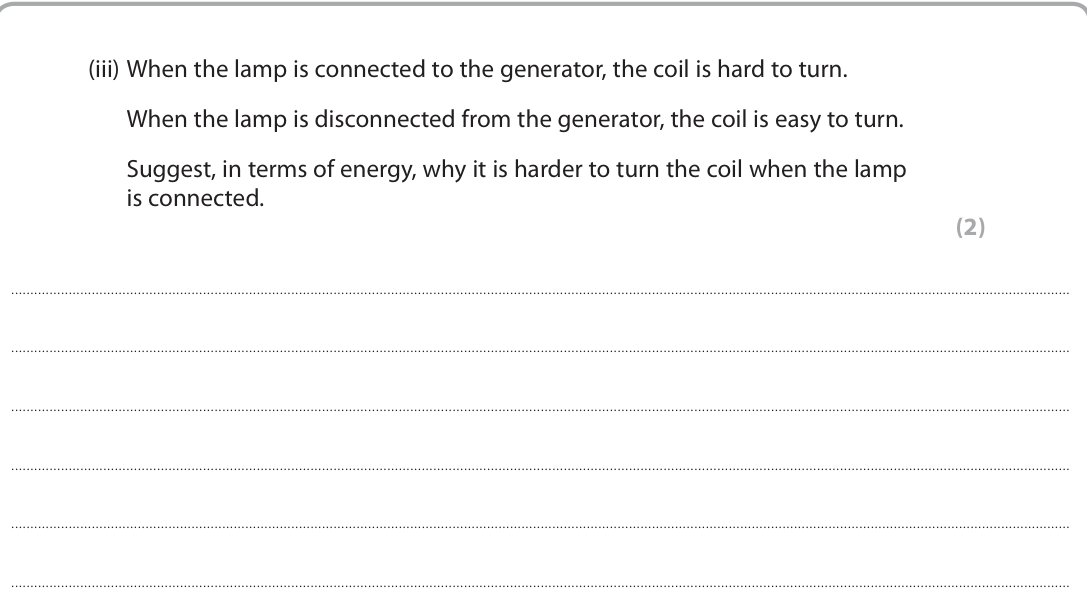 (iii) When the lamp is connected to the generator, the coil is hard to turn.
When the lamp is disconnected from the generator, the coil is easy to turn.
Suggest, in terms of energy, why it is harder to turn the coil when the lamp
is connected.
(2)